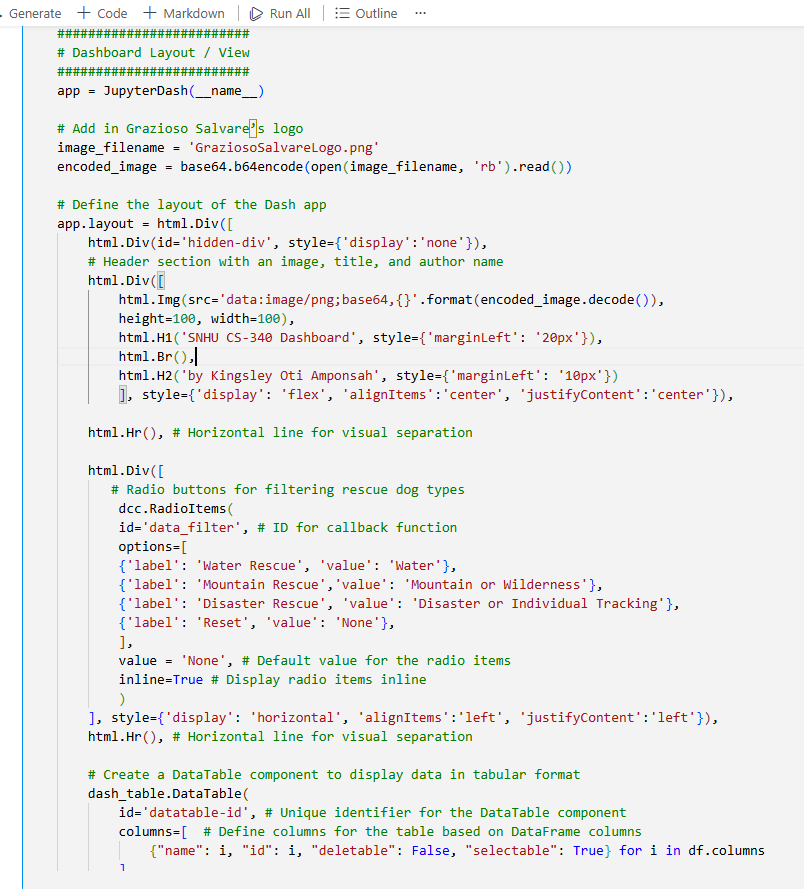 Generate + Code + Markdown Run All Outline ···
#########################
# Dashboard Layout / View
#########################
app = JupyterDash(__name__)

# Add in Grazioso Salvare’s logo
image_filename = 'GraziosoSalvareLogo.png'
encoded_image = base64.b64encode(open(image_filename, 'rb').read())

# Define the layout of the Dash app
app.layout = html.Div([
    html.Div(id='hidden-div', style={'display':'none'}),
    # Header section with an image, title, and author name
    html.Div([
        html.Img(src='data:image/png;base64,{}'.format(encoded_image.decode()),
        height=100, width=100),
        html.H1('SNHU CS-340 Dashboard', style={'marginLeft': '20px'}),
        html.Br(),
        html.H2('by Kingsley Oti Amponsah', style={'marginLeft': '10px'})
        ], style={'display': 'flex', 'alignItems':'center', 'justifyContent':'center'}),

    html.Hr(), # Horizontal line for visual separation

    html.Div([
       # Radio buttons for filtering rescue dog types
        dcc.RadioItems(
        id='data_filter', # ID for callback function
        options=[
        {'label': 'Water Rescue', 'value': 'Water'},
        {'label': 'Mountain Rescue','value': 'Mountain or Wilderness'},
        {'label': 'Disaster Rescue', 'value': 'Disaster or Individual Tracking'},
        {'label': 'Reset', 'value': 'None'},
        ],
        value = 'None', # Default value for the radio items
        inline=True # Display radio items inline
        )
    ], style={'display': 'horizontal', 'alignItems':'left', 'justifyContent':'left'}),
    html.Hr(), # Horizontal line for visual separation

    # Create a DataTable component to display data in tabular format
    dash_table.DataTable(
        id='datatable-id', # Unique identifier for the DataTable component
        columns=[  # Define columns for the table based on DataFrame columns
            {"name": i, "id": i, "deletable": False, "selectable": True} for i in df.columns
        ]